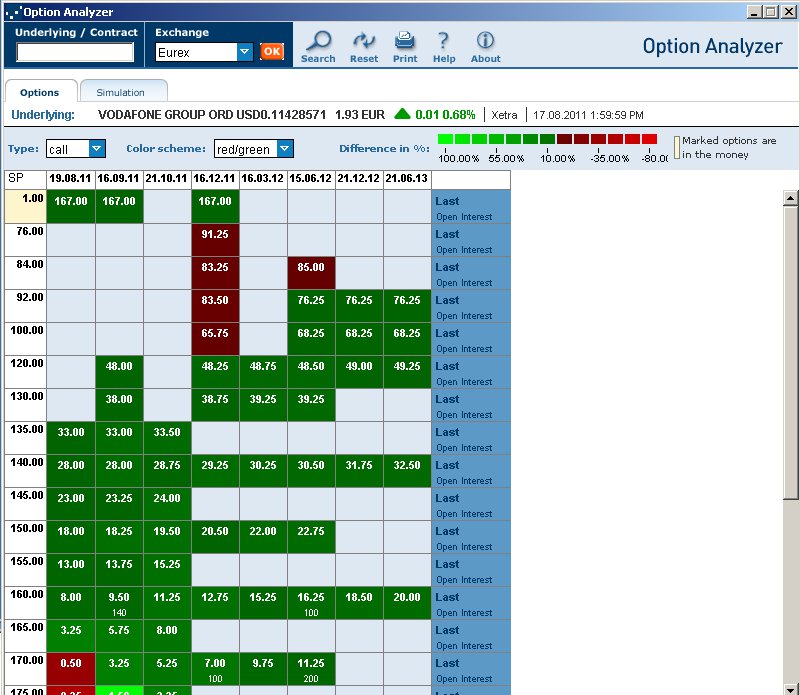 Option Analyzer
Underlying / Contract Exchange
Eurex OK
Search Reset Print Help About
Option Analyzer
Options Simulation
Underlying: VODAFONE GROUP ORD USD0.11428571 1.93 EUR 0.01 0.68% Xetra 17.08.2011 1:59:59 PM
Type: call Color scheme: red/green Difference in %: Marked options are
100.00% 55.00% 10.00% -35.00% -80.00 in the money
SP 19.08.11 16.09.11 21.10.11 16.12.11 16.03.12 15.06.12 21.12.12 21.06.13
1.00 167.00 167.00 167.00 Last
Open Interest
76.00 91.25 Last
Open Interest
84.00 83.25 85.00 Last
Open Interest
92.00 83.50 76.25 76.25 76.25 Last
Open Interest
100.00 65.75 68.25 68.25 68.25 Last
Open Interest
120.00 48.00 48.25 48.75 48.50 49.00 49.25 Last
Open Interest
130.00 38.00 38.75 39.25 39.25 Last
Open Interest
135.00 33.00 33.00 33.50 Last
Open Interest
140.00 28.00 28.00 28.75 29.25 30.25 30.50 31.75 32.50 Last
Open Interest
145.00 23.00 23.25 24.00 Last
Open Interest
150.00 18.00 18.25 19.50 20.50 22.00 22.75 Last
Open Interest
155.00 13.00 13.75 15.25 Last
Open Interest
160.00 8.00 9.50 11.25 12.75 15.25 16.25 18.50 20.00 Last
140 100 Open Interest
165.00 3.25 5.75 8.00 Last
Open Interest
170.00 0.50 3.25 5.25 7.00 9.75 11.25 Last
100 200 Open Interest
175.00 Last